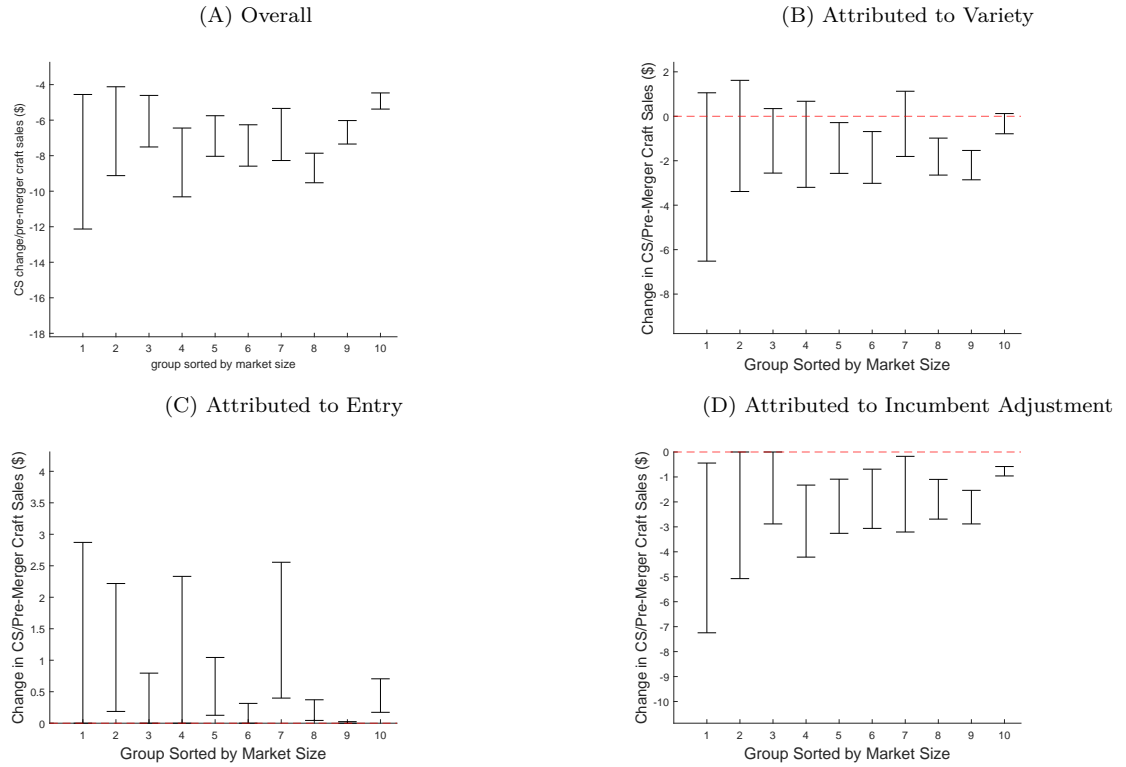 (A) Overall
(B) Attributed to Variety
CS change/pre-merger craft sales ($)
-4
-6
-8
-10
-12
-14
-16
-18
1 2 3 4 5 6 7 8 9 10
group sorted by market size
Change in CS/Pre-Merger Craft Sales ($)
2
0
-2
-4
-6
-8
1 2 3 4 5 6 7 8 9 10
Group Sorted by Market Size
(C) Attributed to Entry
(D) Attributed to Incumbent Adjustment
Change in CS/Pre-Merger Craft Sales ($)
4
3.5
3
2.5
2
1.5
1
0.5
0
1 2 3 4 5 6 7 8 9 10
Group Sorted by Market Size
Change in CS/Pre-Merger Craft Sales ($)
0
-1
-2
-3
-4
-5
-6
-7
-8
-9
-10
1 2 3 4 5 6 7 8 9 10
Group Sorted by Market Size